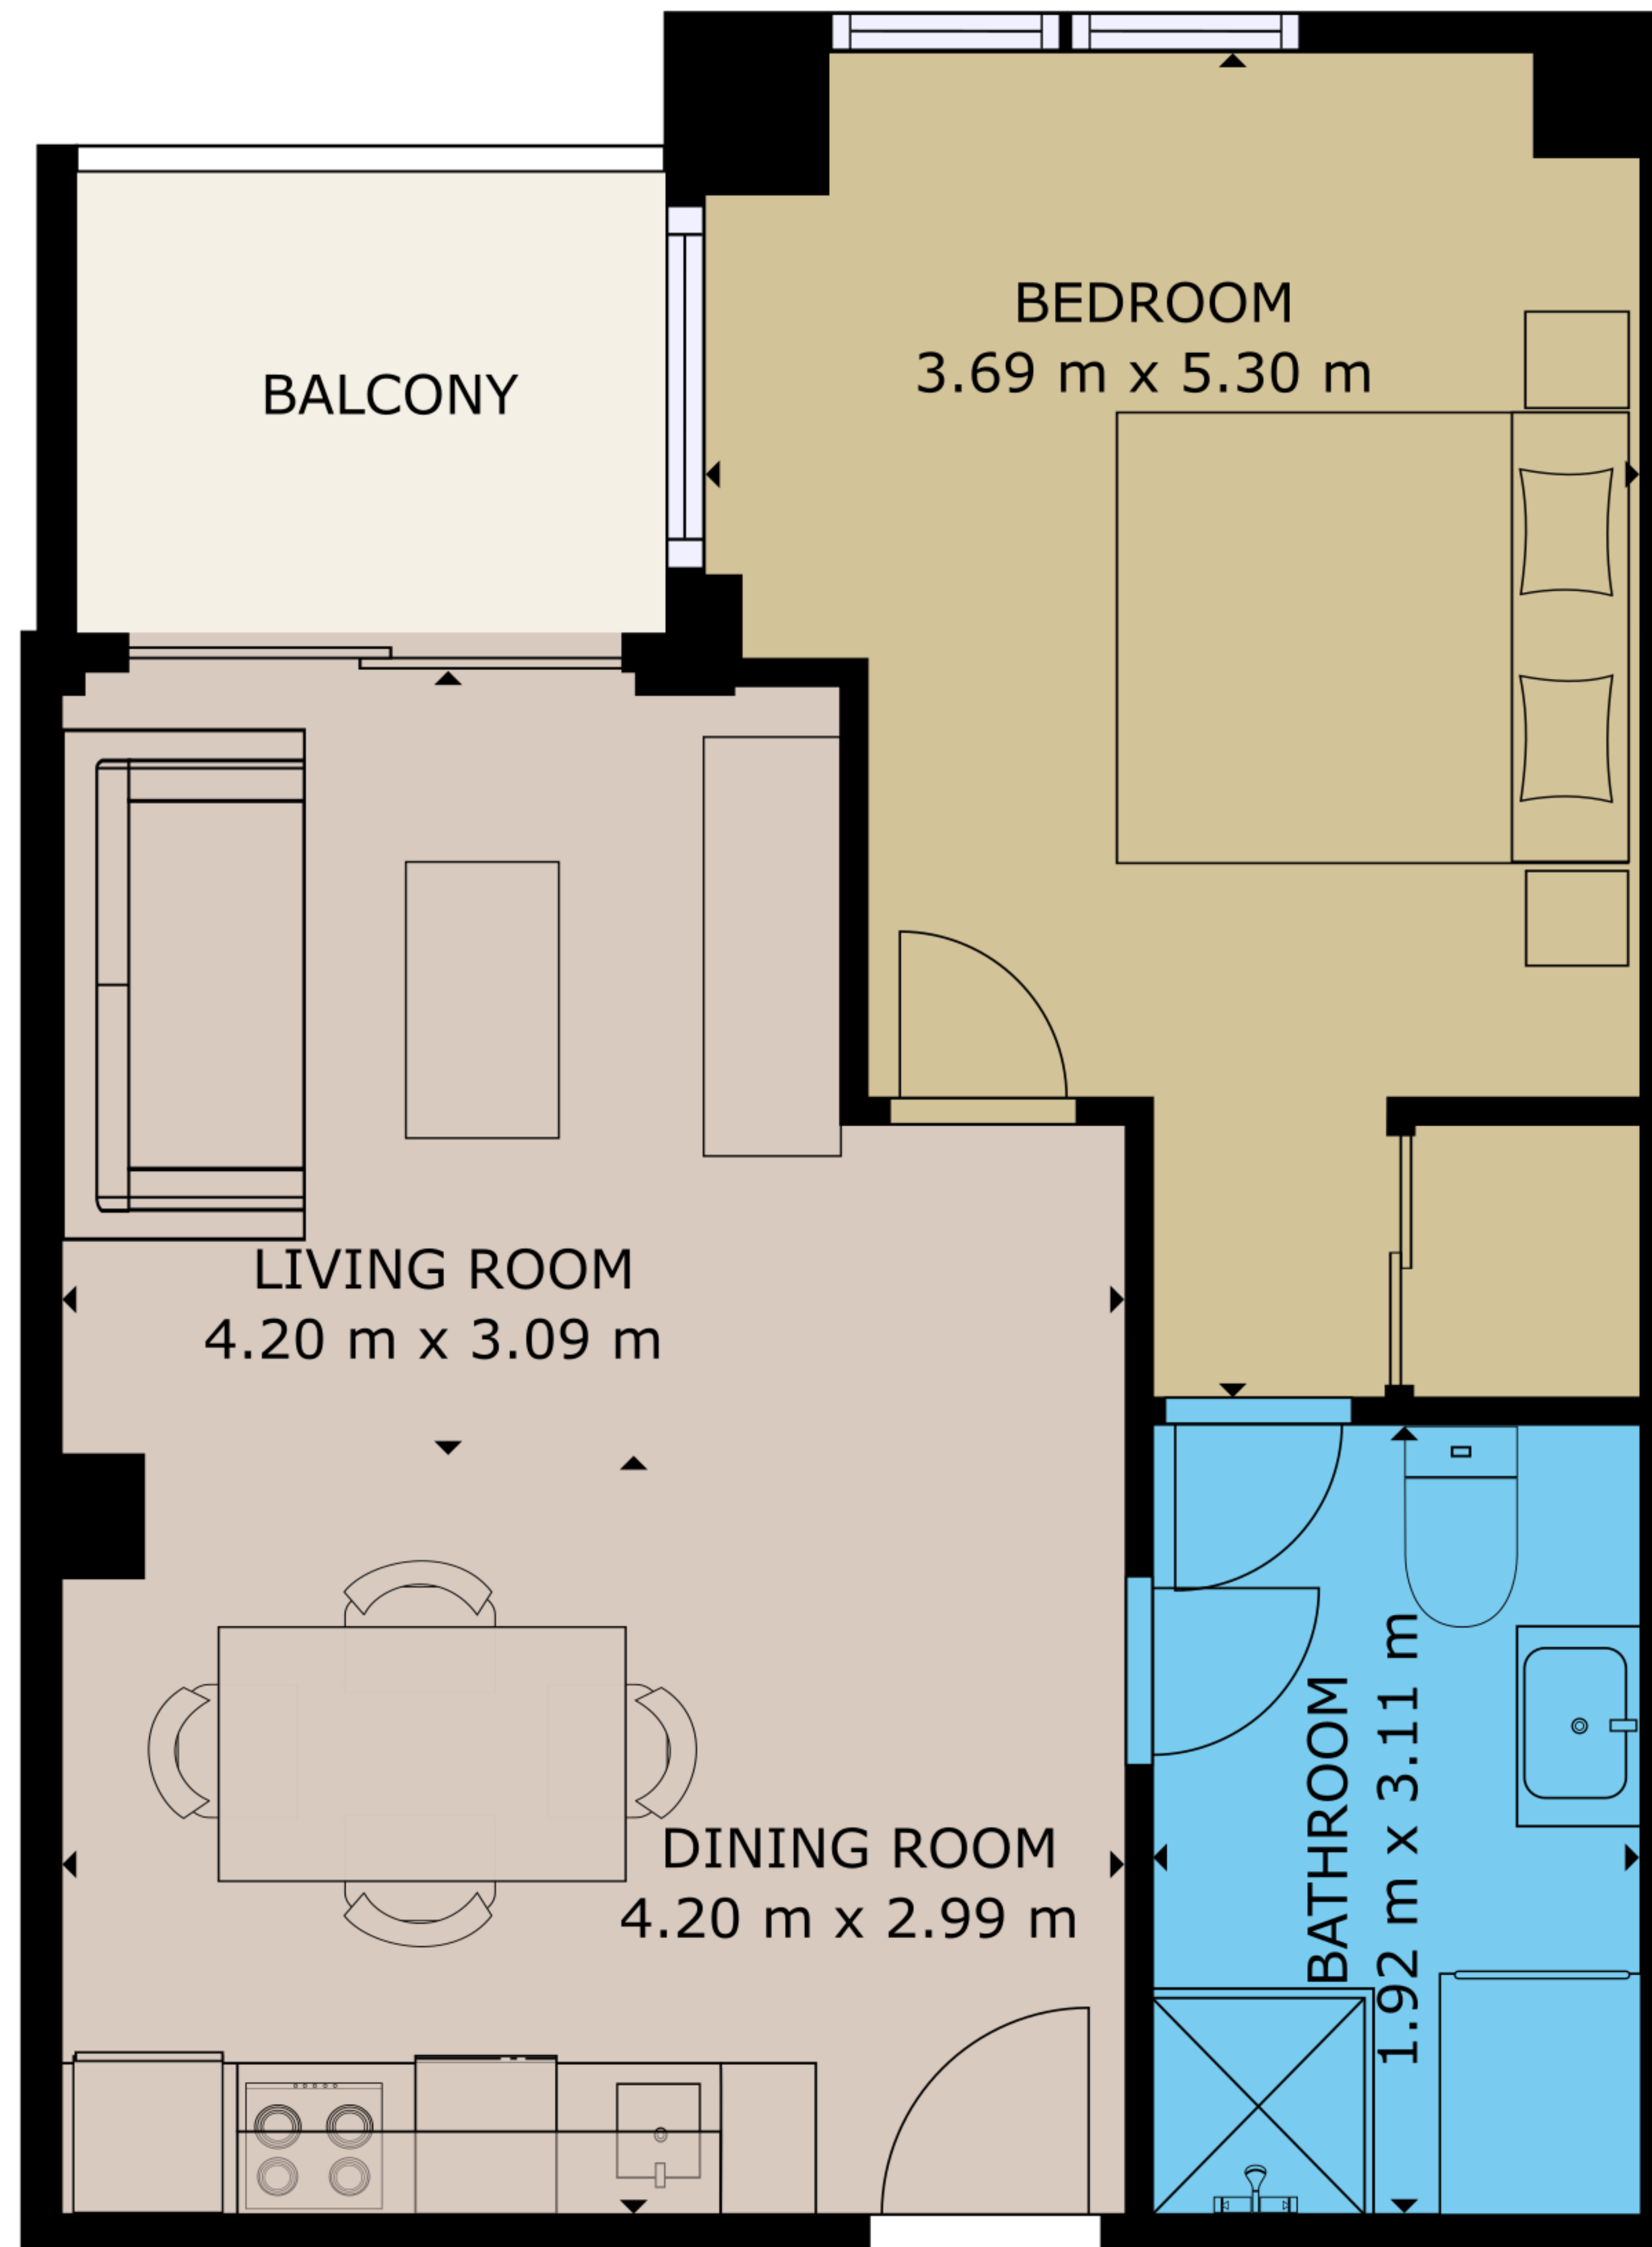 BEDROOM
3.69 m x 5.30 m
BALCONY
LIVING ROOM
4.20 m x 3.09 m
DINING ROOM
4.20 m x 2.99 m
BATHROOM
1.92 m x 3.11 m